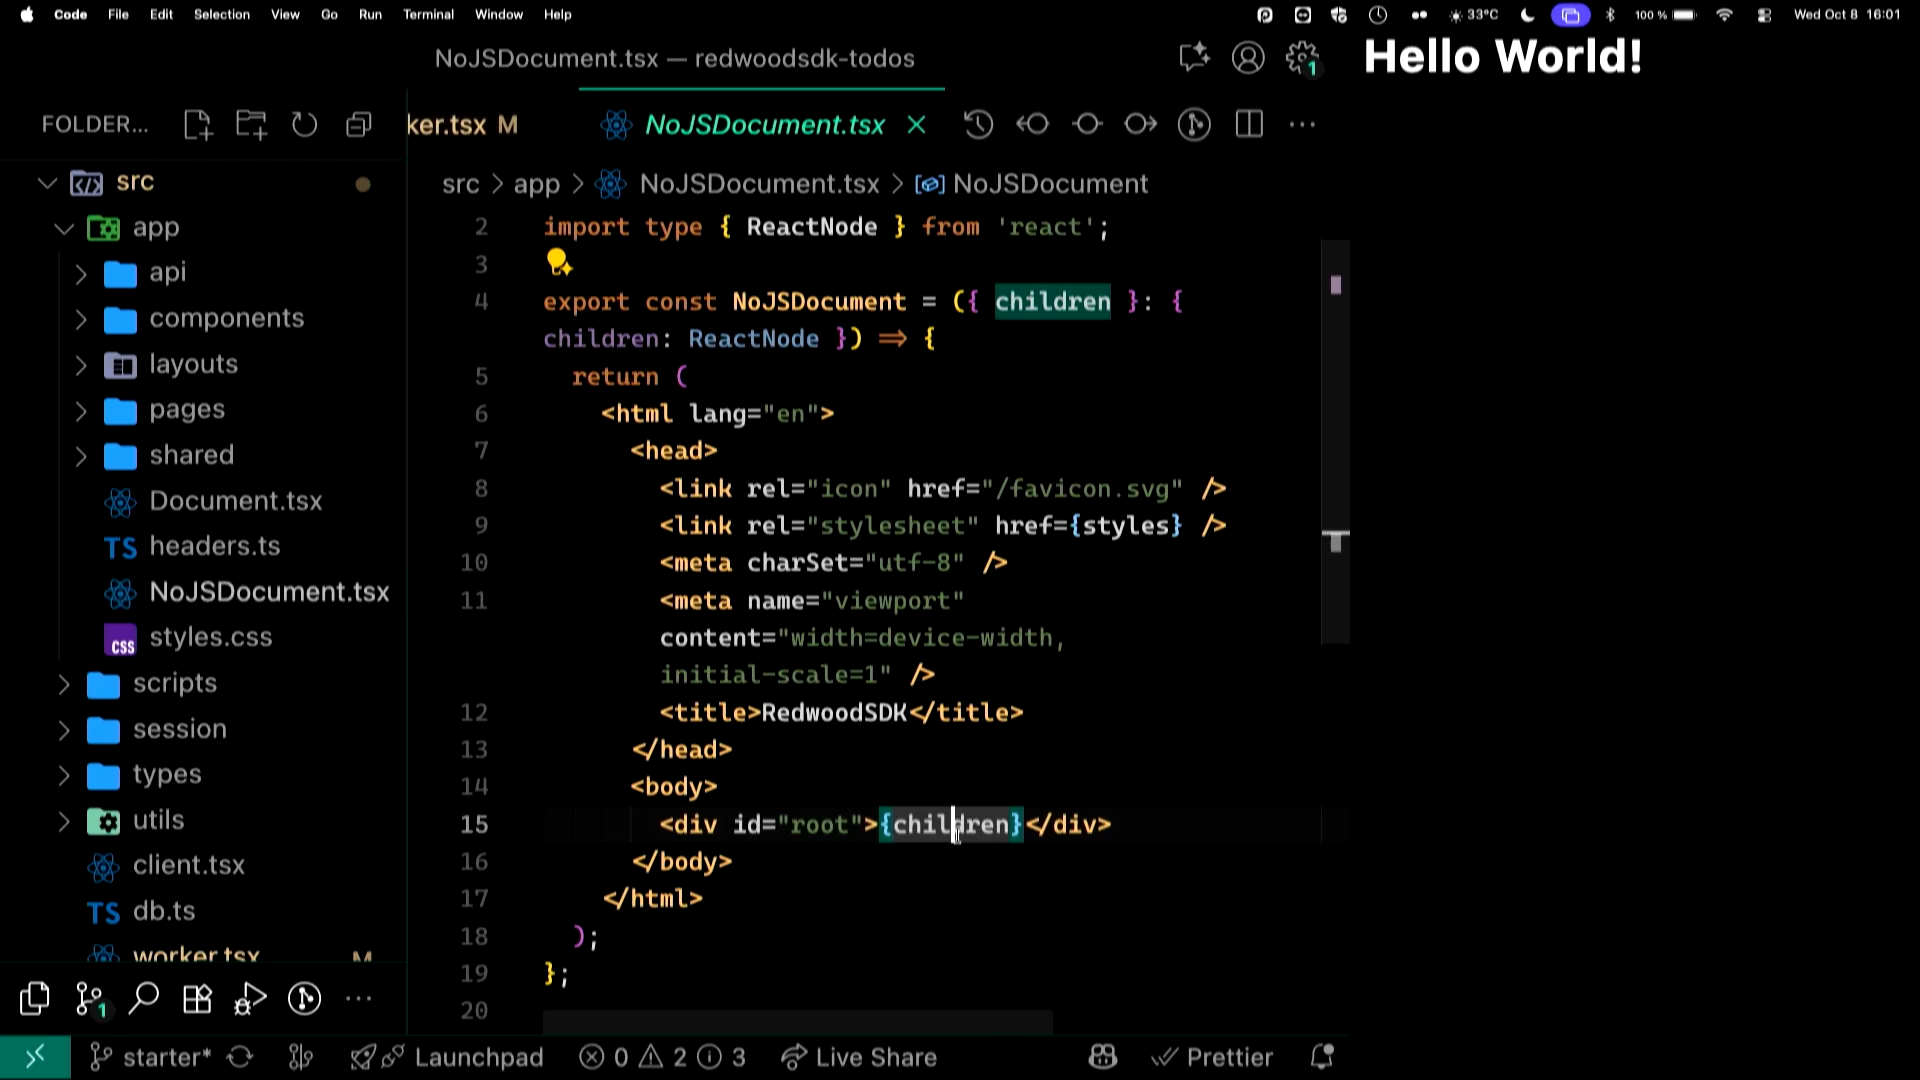 Code File Edit Selection View Go Run Terminal Window Help
33°C 100 % Wed Oct 8 16:01
NoJSDocument.tsx — redwoodsdk-todos
1
Hello World!
FOLDER...
ker.tsx M
NoJSDocument.tsx
src > app > NoJSDocument.tsx > NoJSDocument
src
app
api
components
layouts
pages
shared
Document.tsx
TS headers.ts
NoJSDocument.tsx
css styles.css
scripts
session
types
utils
client.tsx
TS db.ts
worker.tsx M
2 import type { ReactNode } from 'react';
3
4 export const NoJSDocument = ({ children }: {
children: ReactNode }) => {
5 return (
6 <html lang="en">
7 <head>
8 <link rel="icon" href="/favicon.svg" />
9 <link rel="stylesheet" href={styles} />
10 <meta charSet="utf-8" />
11 <meta name="viewport"
content="width=device-width,
initial-scale=1" />
12 <title>RedwoodSDK</title>
13 </head>
14 <body>
15 <div id="root">{children}</div>
16 </body>
17 </html>
18 );
19 };
20
1
starter* Launchpad 0 2 3 Live Share Prettier